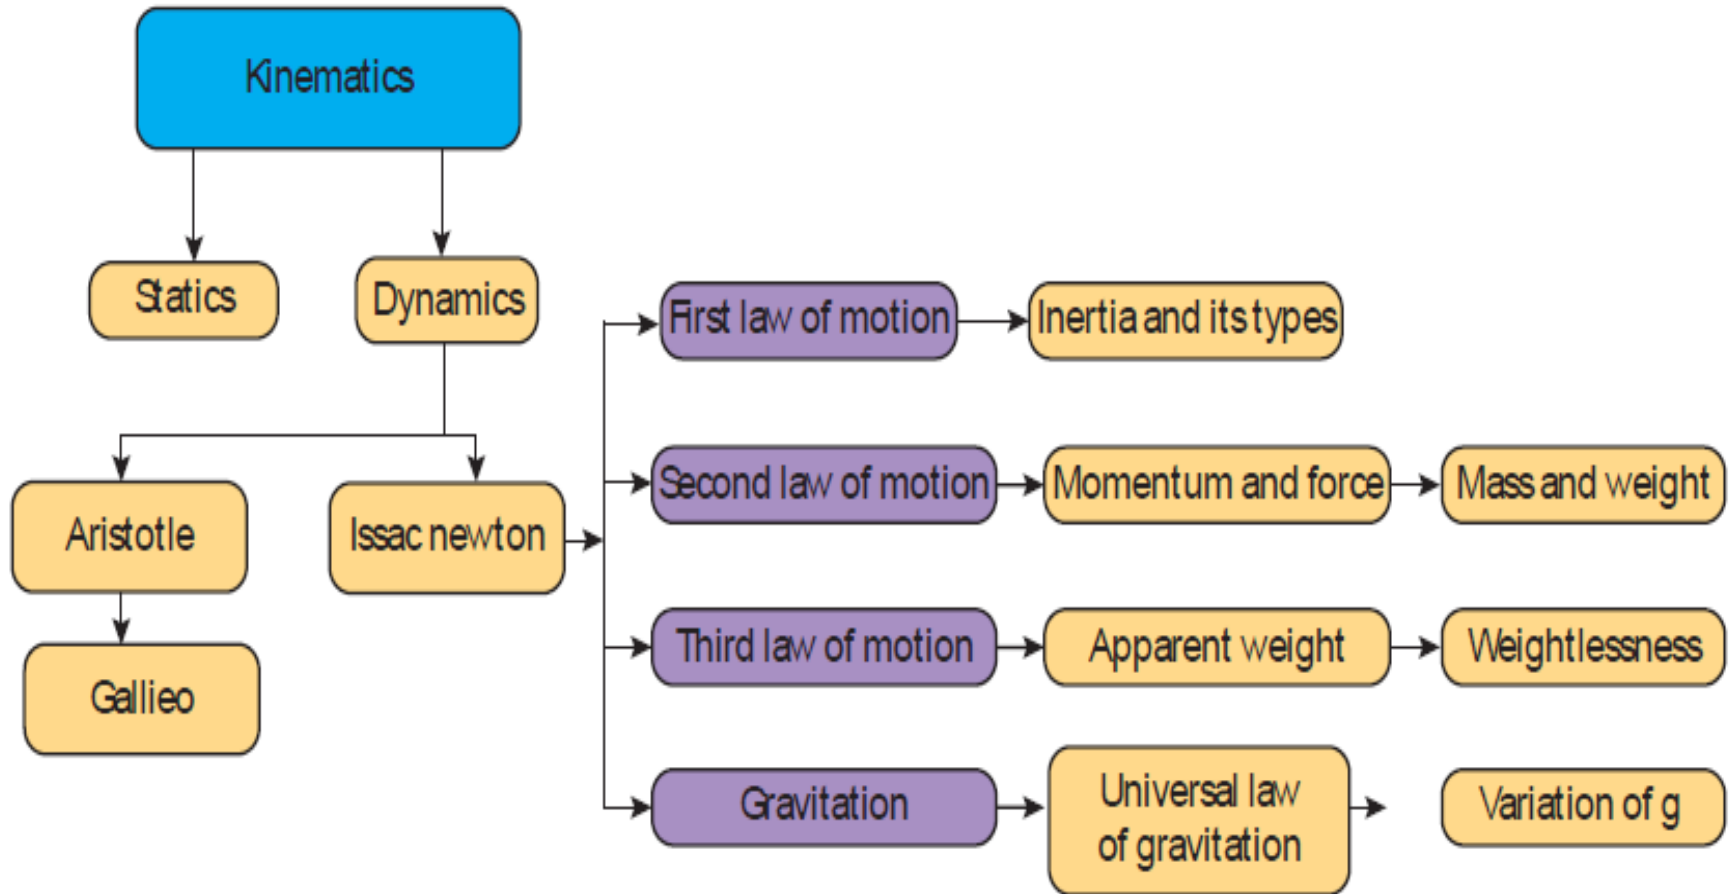 Kinematics
Statics
Dynamics
First law of motion
Inertia and its types
Second law of motion
Momentum and force
Mass and weight
Aristotle
Issac newton
Third law of motion
Apparent weight
Weightlessness
Gallieo
Gravitation
Universal law
of gravitation
Variation of g